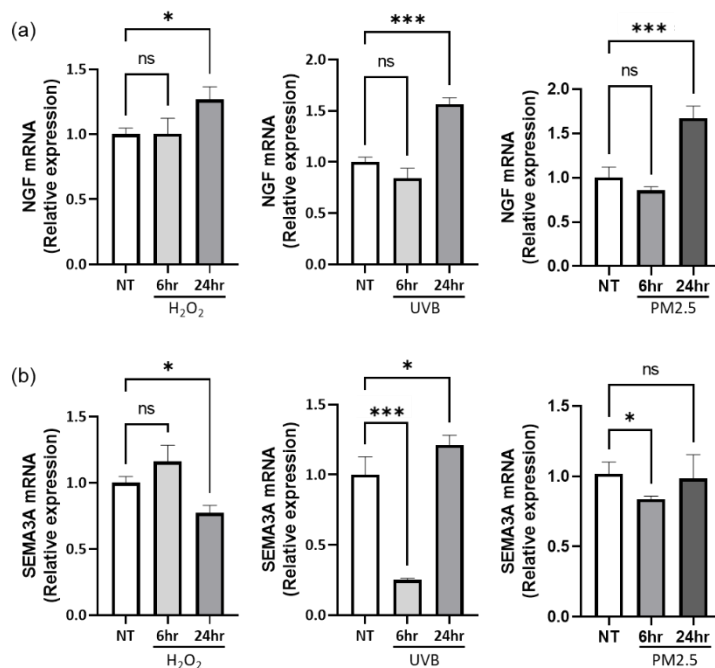 (a)
*
ns
1.5
1.0
0.5
0.0
NGF mRNA
(Relative expression)
NT
6hr
24hr
H₂O₂
***
ns
2.0
1.5
1.0
0.5
0.0
NGF mRNA
(Relative expression)
NT
6hr
24hr
UVB
***
ns
2.0
1.5
1.0
0.5
0.0
NGF mRNA
(Relative expression)
NT
6hr
24hr
PM2.5
(b)
*
ns
1.5
1.0
0.5
0.0
SEMA3A mRNA
(Relative expression)
NT
6hr
24hr
H₂O₂
*
***
1.5
1.0
0.5
0.0
SEMA3A mRNA
(Relative expression)
NT
6hr
24hr
UVB
ns
*
1.5
1.0
0.5
0.0
SEMA3A mRNA
(Relative expression)
NT
6hr
24hr
PM2.5